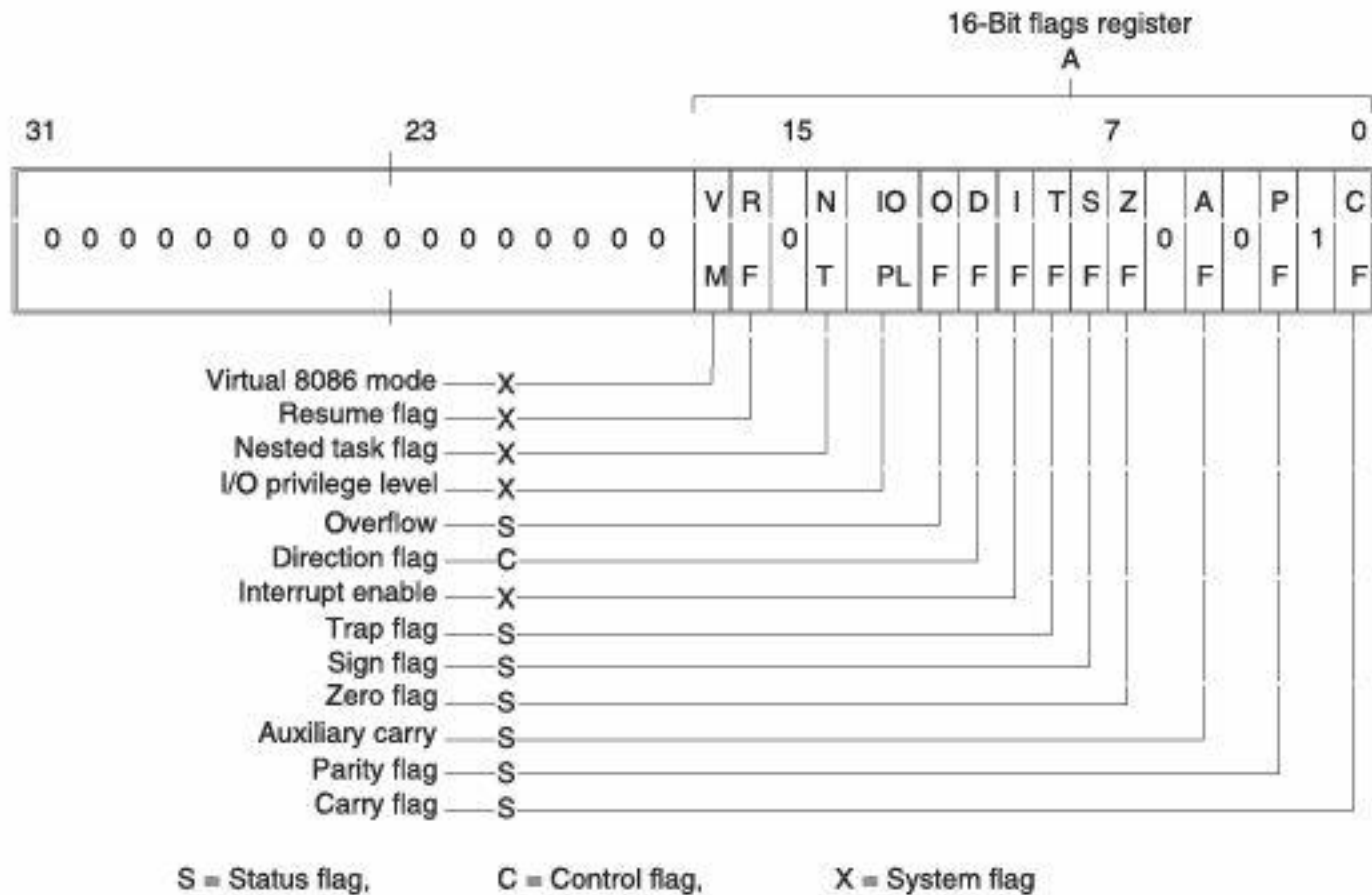 16-Bit flags register
A
31 23 15 7 0
V R N IO O D I T S Z A P C
0 0 0 0 0 0 0 0 0 0 0 0 0 0 0 0 0 0 0 0 1
M F T PL F F F F F F F F F
Virtual 8086 mode X
Resume flag X
Nested task flag X
I/O privilege level X
Overflow S
Direction flag C
Interrupt enable X
Trap flag S
Sign flag S
Zero flag S
Auxiliary carry S
Parity flag S
Carry flag S
S = Status flag, C = Control flag, X = System flag